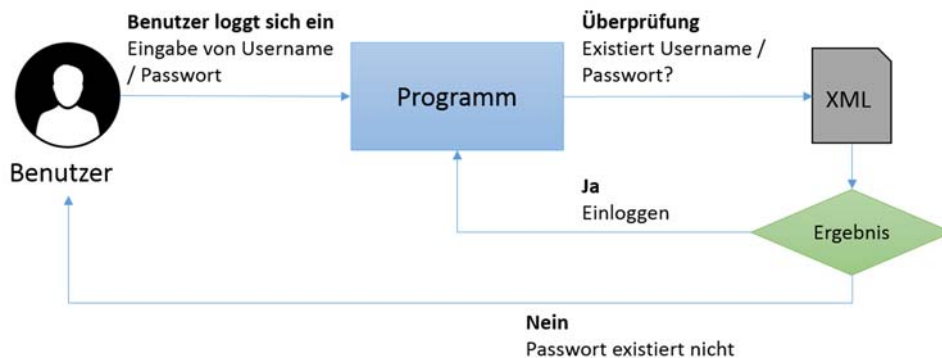 Benutzer loggt sich ein
Eingabe von Username
/ Passwort
Benutzer
Programm
Überprüfung
Existiert Username /
Passwort?
XML
Ergebnis
Ja
Einloggen
Nein
Passwort existiert nicht